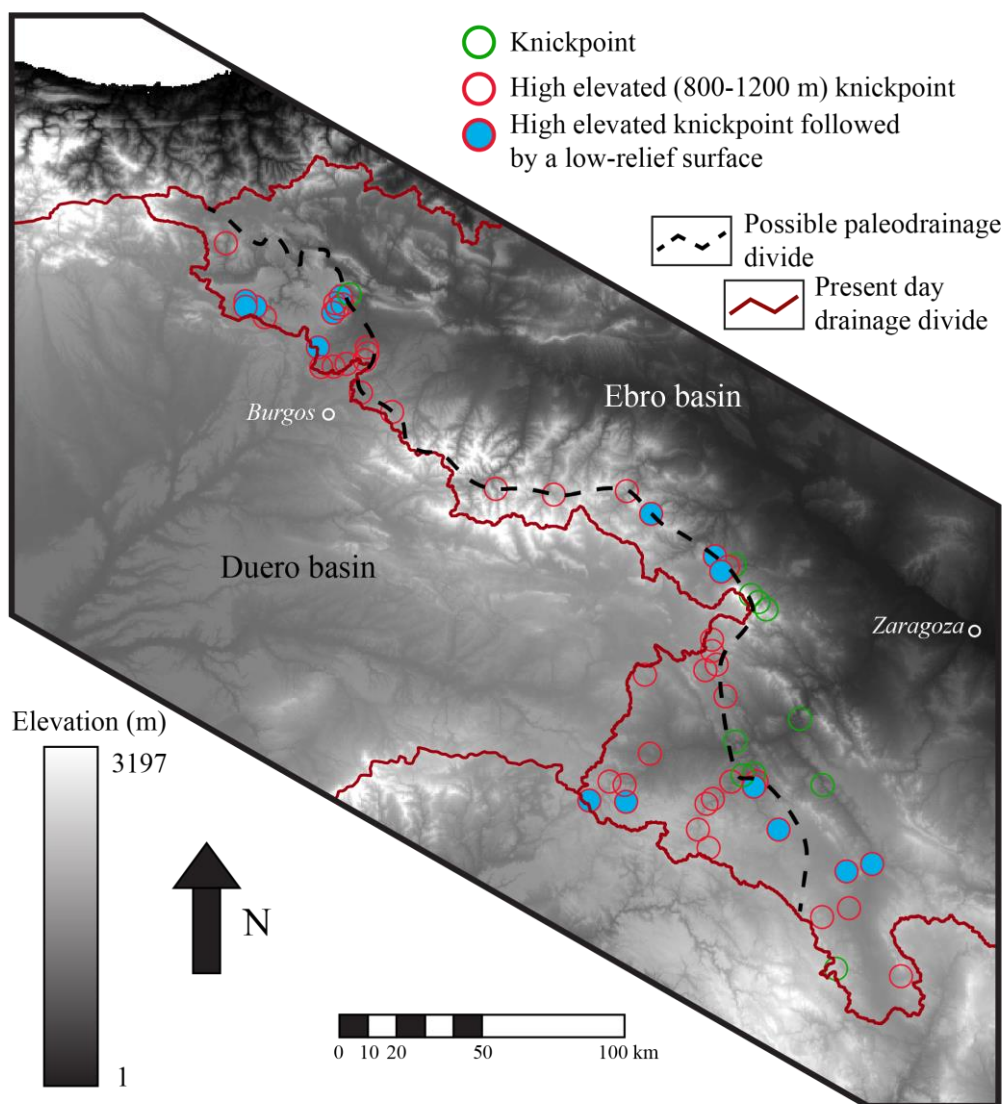 Knickpoint
High elevated (800-1200 m) knickpoint
High elevated knickpoint followed
by a low-relief surface
Possible paleodrainage
divide
Present day
drainage divide
Ebro basin
Burgos
Duero basin
Zaragoza
Elevation (m)
3197
1
N
0 10 20 50 100 km